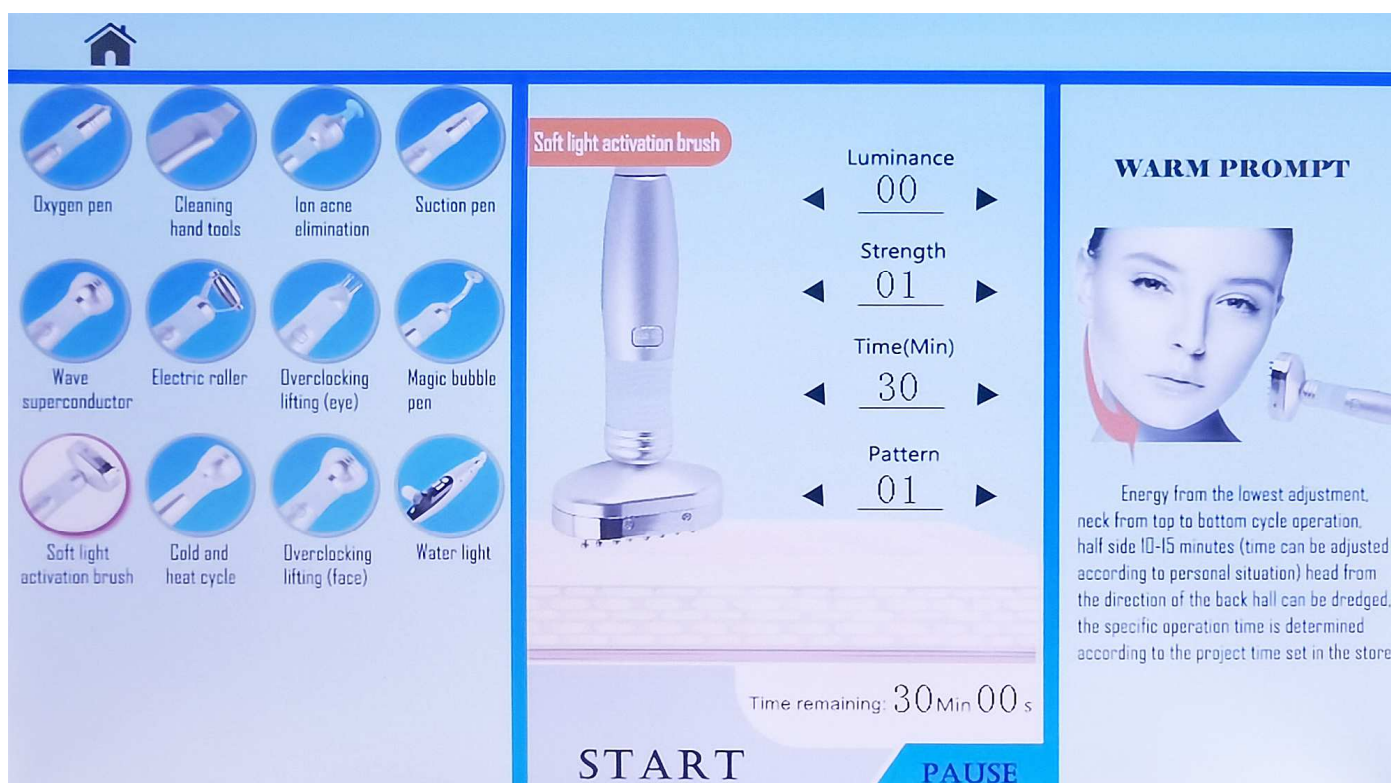 Oxygen pen
Cleaning
hand tools
Ion acne
elimination
Suction pen
Wave
superconductor
Electric roller
Overclocking
lifting (eye)
Magic bubble
pen
Soft light
activation brush
Cold and
heat cycle
Overclocking
lifting (face)
Water light
Soft light activation brush
Luminance
00
Strength
01
Time(Min)
30
Pattern
01
Time remaining: 30 Min 00 s
START
PAUSE
WARM PROMPT
Energy from the lowest adjustment,
neck from top to bottom cycle operation,
half side 10-15 minutes (time can be adjusted
according to personal situation) head from
the direction of the back hall can be dredged,
the specific operation time is determined
according to the project time set in the store